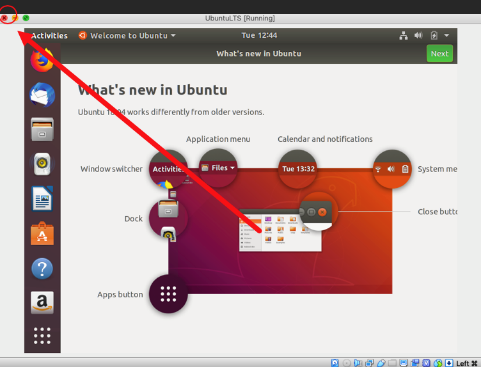 UbuntuLTS [Running]
Activities Welcome to Ubuntu Tue 12:44
What's new in Ubuntu Next
What's new in Ubuntu
Ubuntu 18.04 works differently from older versions.
Application menu Calendar and notifications
Window switcher Activities Files Tue 13:32 System me
Dock Close butto
Apps button
Left ⌘